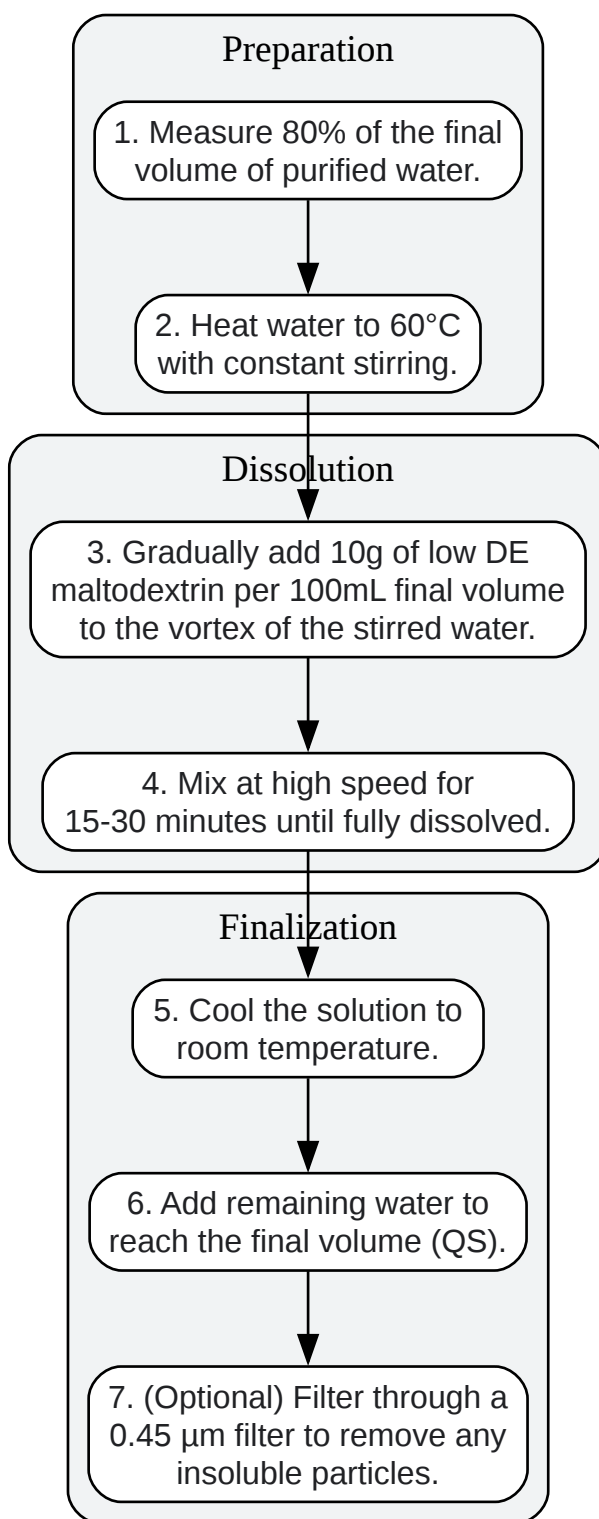 Preparation
1. Measure 80% of the final
volume of purified water.
2. Heat water to 60°C
with constant stirring.
Dissolution
3. Gradually add 10g of low DE
maltodextrin per 100mL final volume
to the vortex of the stirred water.
4. Mix at high speed for
15-30 minutes until fully dissolved.
Finalization
5. Cool the solution to
room temperature.
6. Add remaining water to
reach the final volume (QS).
7. (Optional) Filter through a
0.45 µm filter to remove any
insoluble particles.